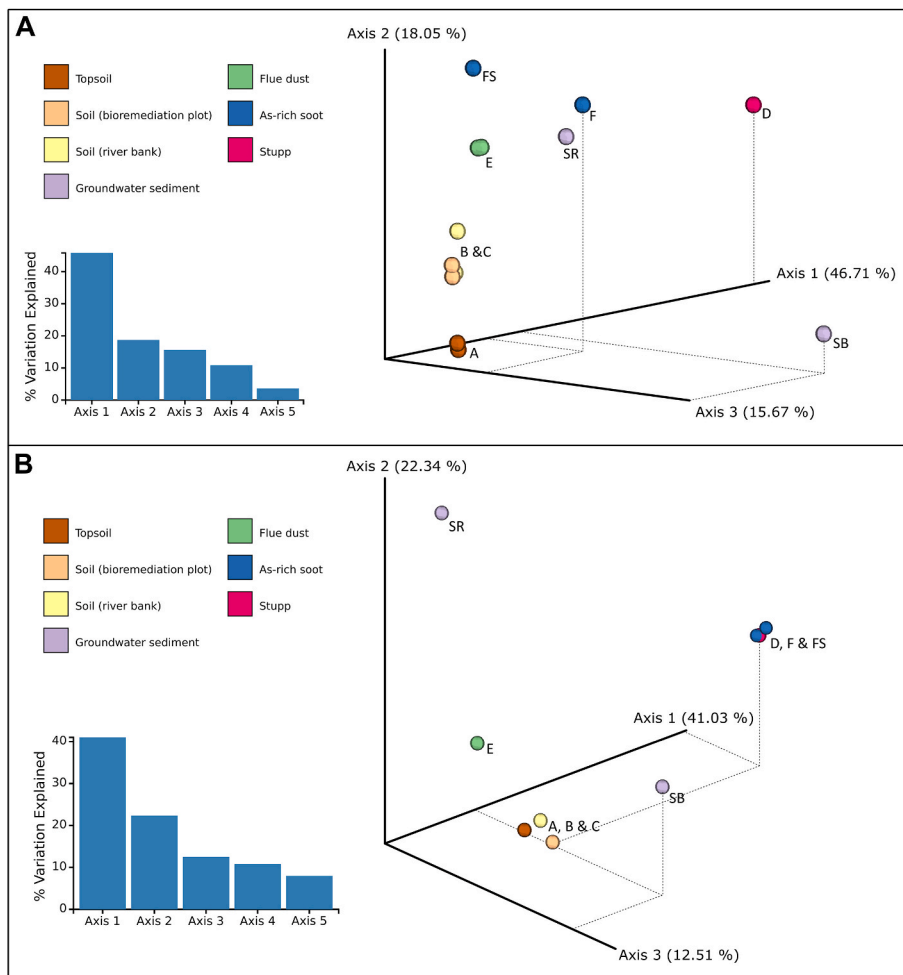 A
Axis 2 (18.05 %)
Topsoil
Flue dust
Soil (bioremediation plot)
As-rich soot
Soil (river bank)
Stupp
Groundwater sediment
FS
F
D
SR
E
B &C
A
SB
Axis 1 (46.71 %)
Axis 3 (15.67 %)
% Variation Explained
40
30
20
10
0
Axis 1 Axis 2 Axis 3 Axis 4 Axis 5
B
Axis 2 (22.34 %)
Topsoil
Flue dust
Soil (bioremediation plot)
As-rich soot
Soil (river bank)
Stupp
Groundwater sediment
SR
D, F & FS
Axis 1 (41.03 %)
E
SB
A, B & C
Axis 3 (12.51 %)
% Variation Explained
40
30
20
10
0
Axis 1 Axis 2 Axis 3 Axis 4 Axis 5